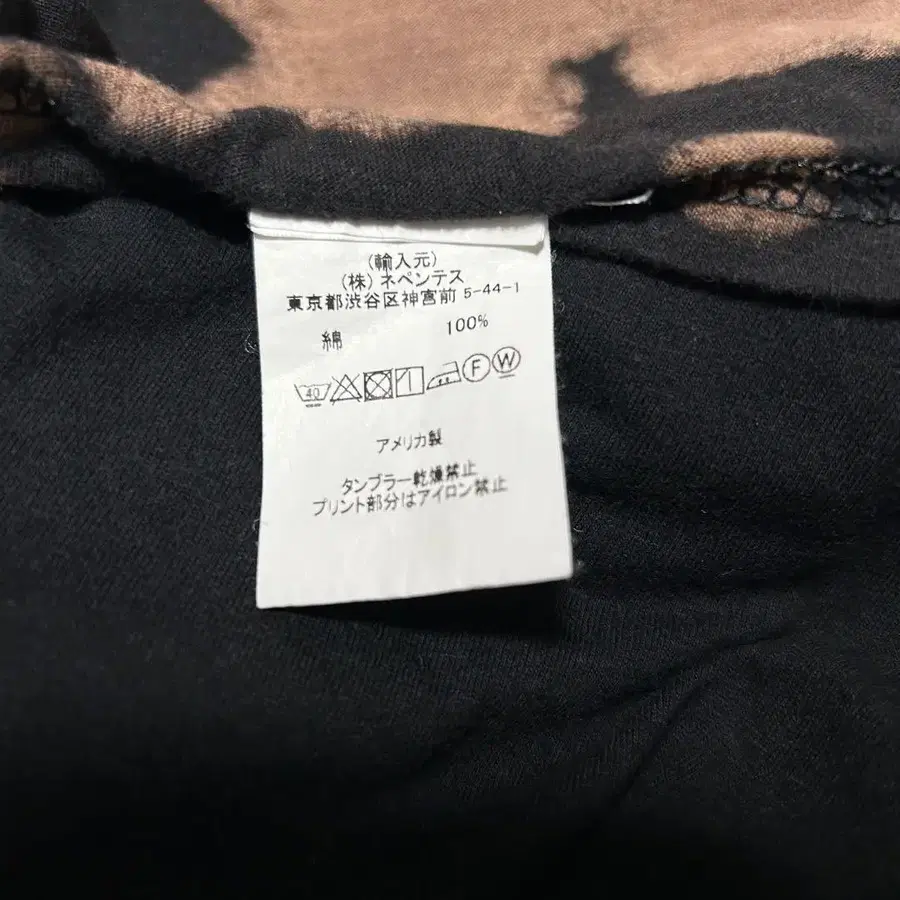 (輸入元)
(株) ネペンテス
東京都渋谷区神宮前 5-44-1
綿 100%
40 F W
アメリカ製
タンブラー乾燥禁止
プリント部分はアイロン禁止